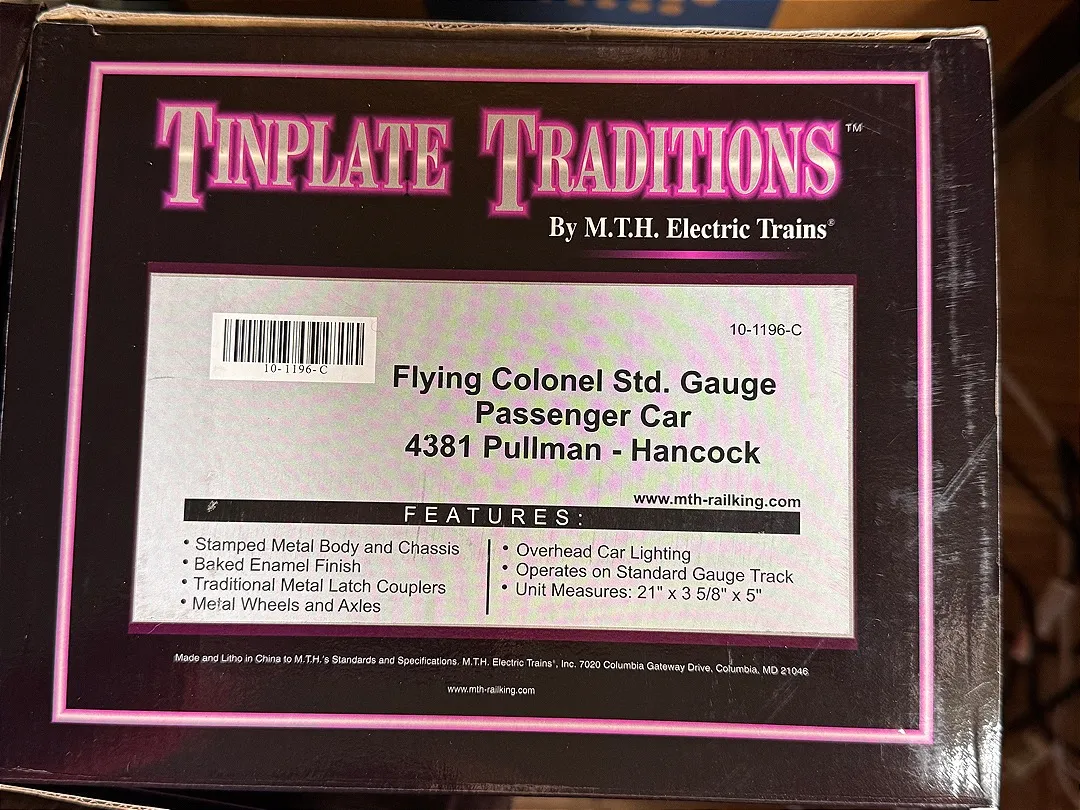 TINPLATE TRADITIONS™
By M.T.H. Electric Trains®
10-1196-C
10-1196-C
Flying Colonel Std. Gauge
Passenger Car
4381 Pullman - Hancock
www.mth-railking.com
FEATURES:
• Stamped Metal Body and Chassis
• Baked Enamel Finish
• Traditional Metal Latch Couplers
• Metal Wheels and Axles
• Overhead Car Lighting
• Operates on Standard Gauge Track
• Unit Measures: 21" x 3 5/8" x 5"
Made and Litho in China to M.T.H.'s Standards and Specifications. M.T.H. Electric Trains®, Inc. 7020 Columbia Gateway Drive, Columbia, MD 21046
www.mth-railking.com